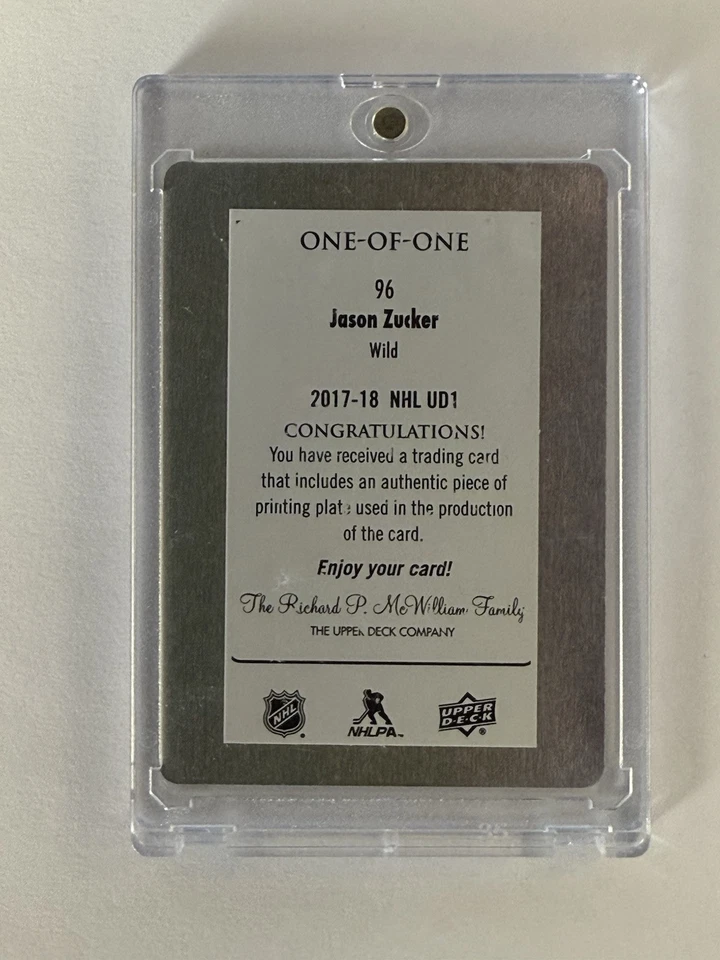 ONE-OF-ONE
96
Jason Zucker
Wild
2017-18 NHL UD1
CONGRATULATIONS!
You have received a trading card
that includes an authentic piece of
printing plate used in the production
of the card.
Enjoy your card!
The Richard P. McWilliam Family
THE UPPER DECK COMPANY
NHL
NHLPA™
UPPER
D·E·C·K
®
35